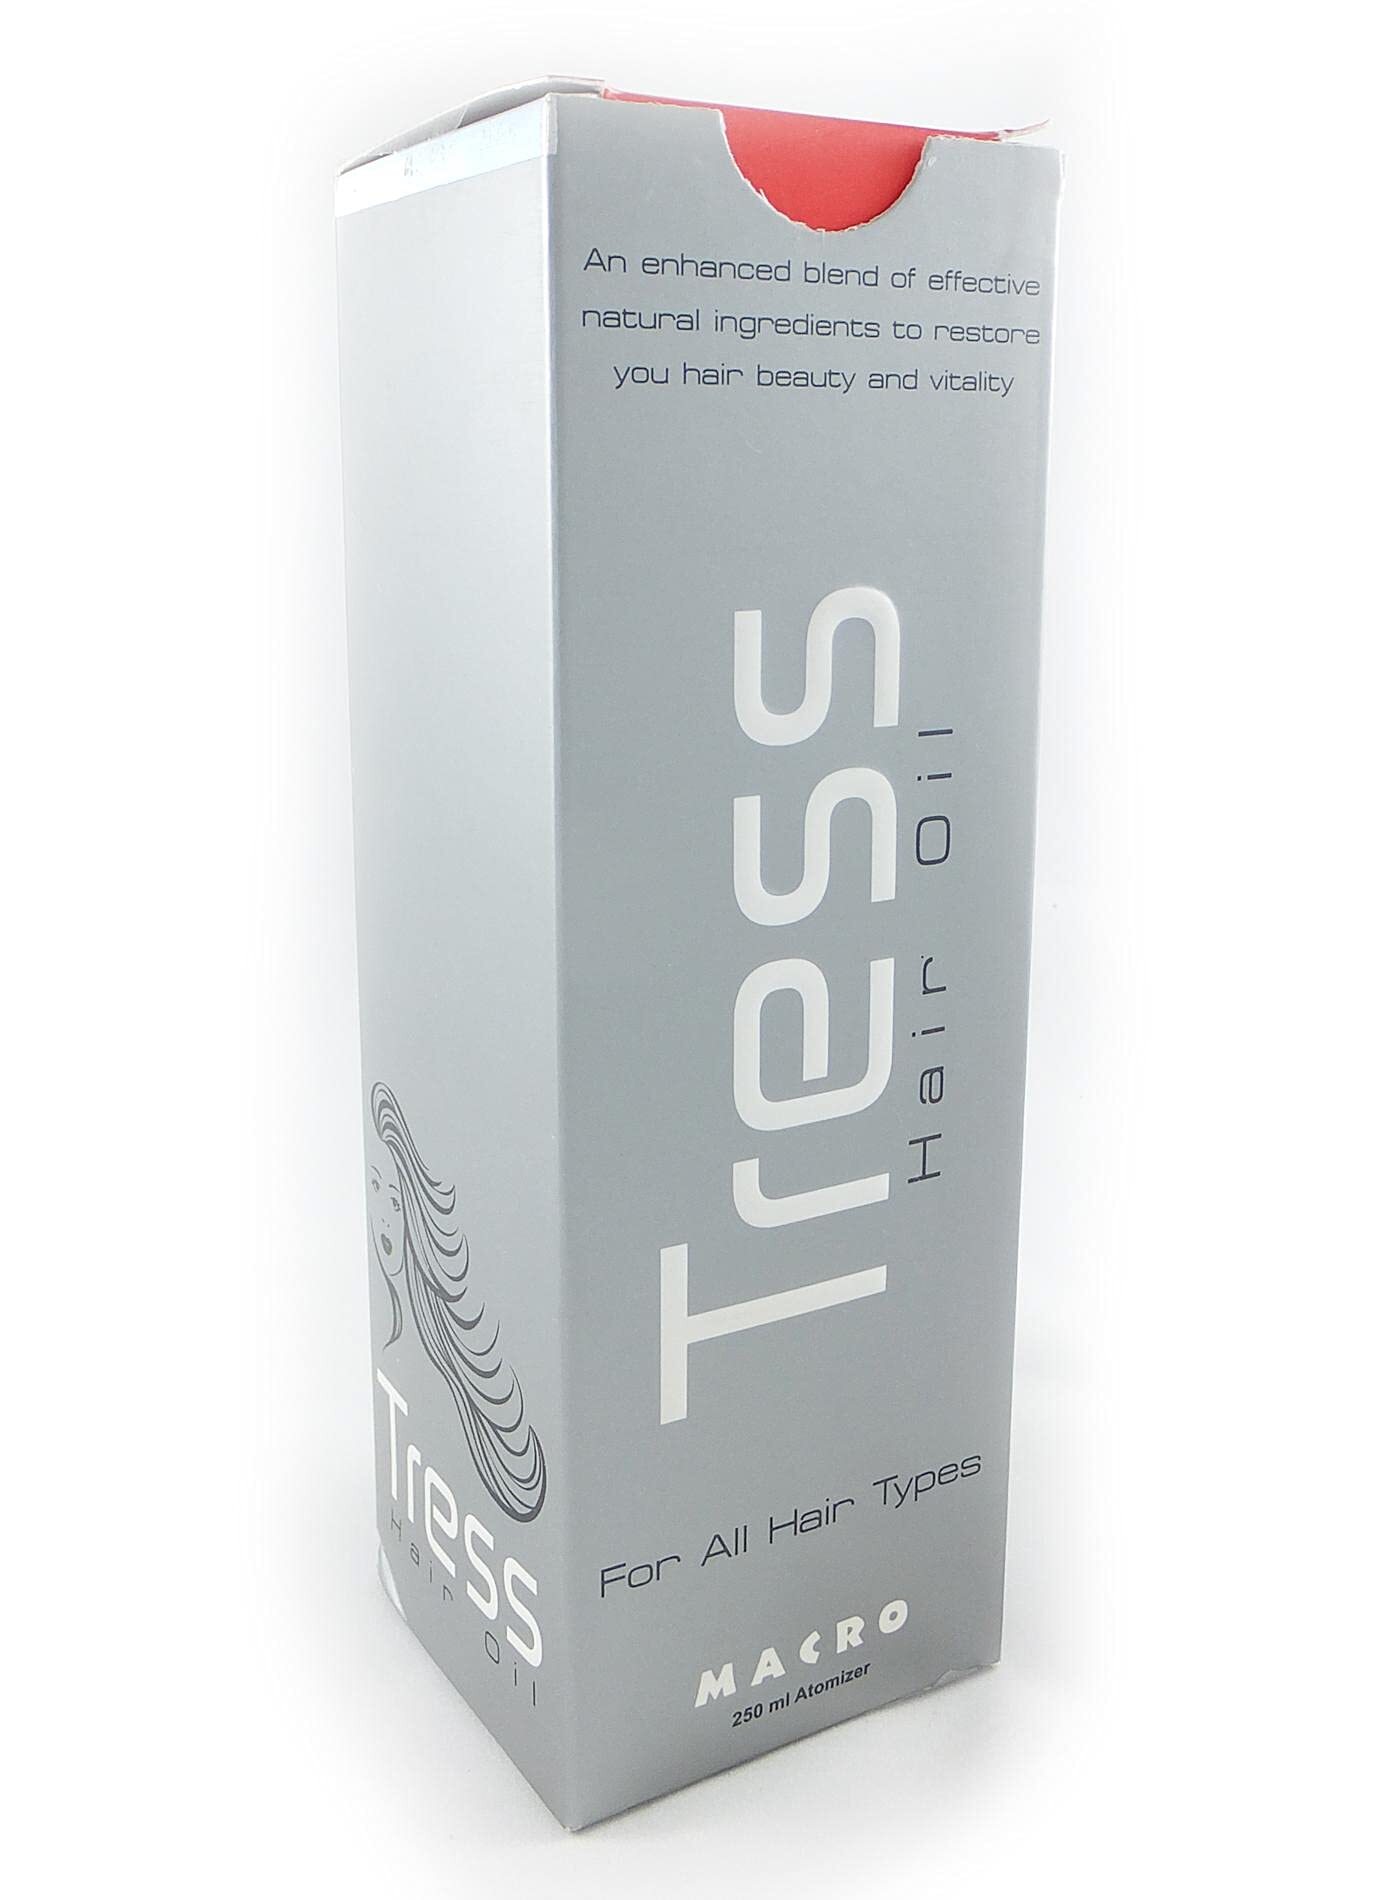 An enhanced blend of effective
natural ingredients to restore
you hair beauty and vitality
Tress
Hair Oil
For All Hair Types
MACRO
250 ml Atomizer
Tress
Hair Oil